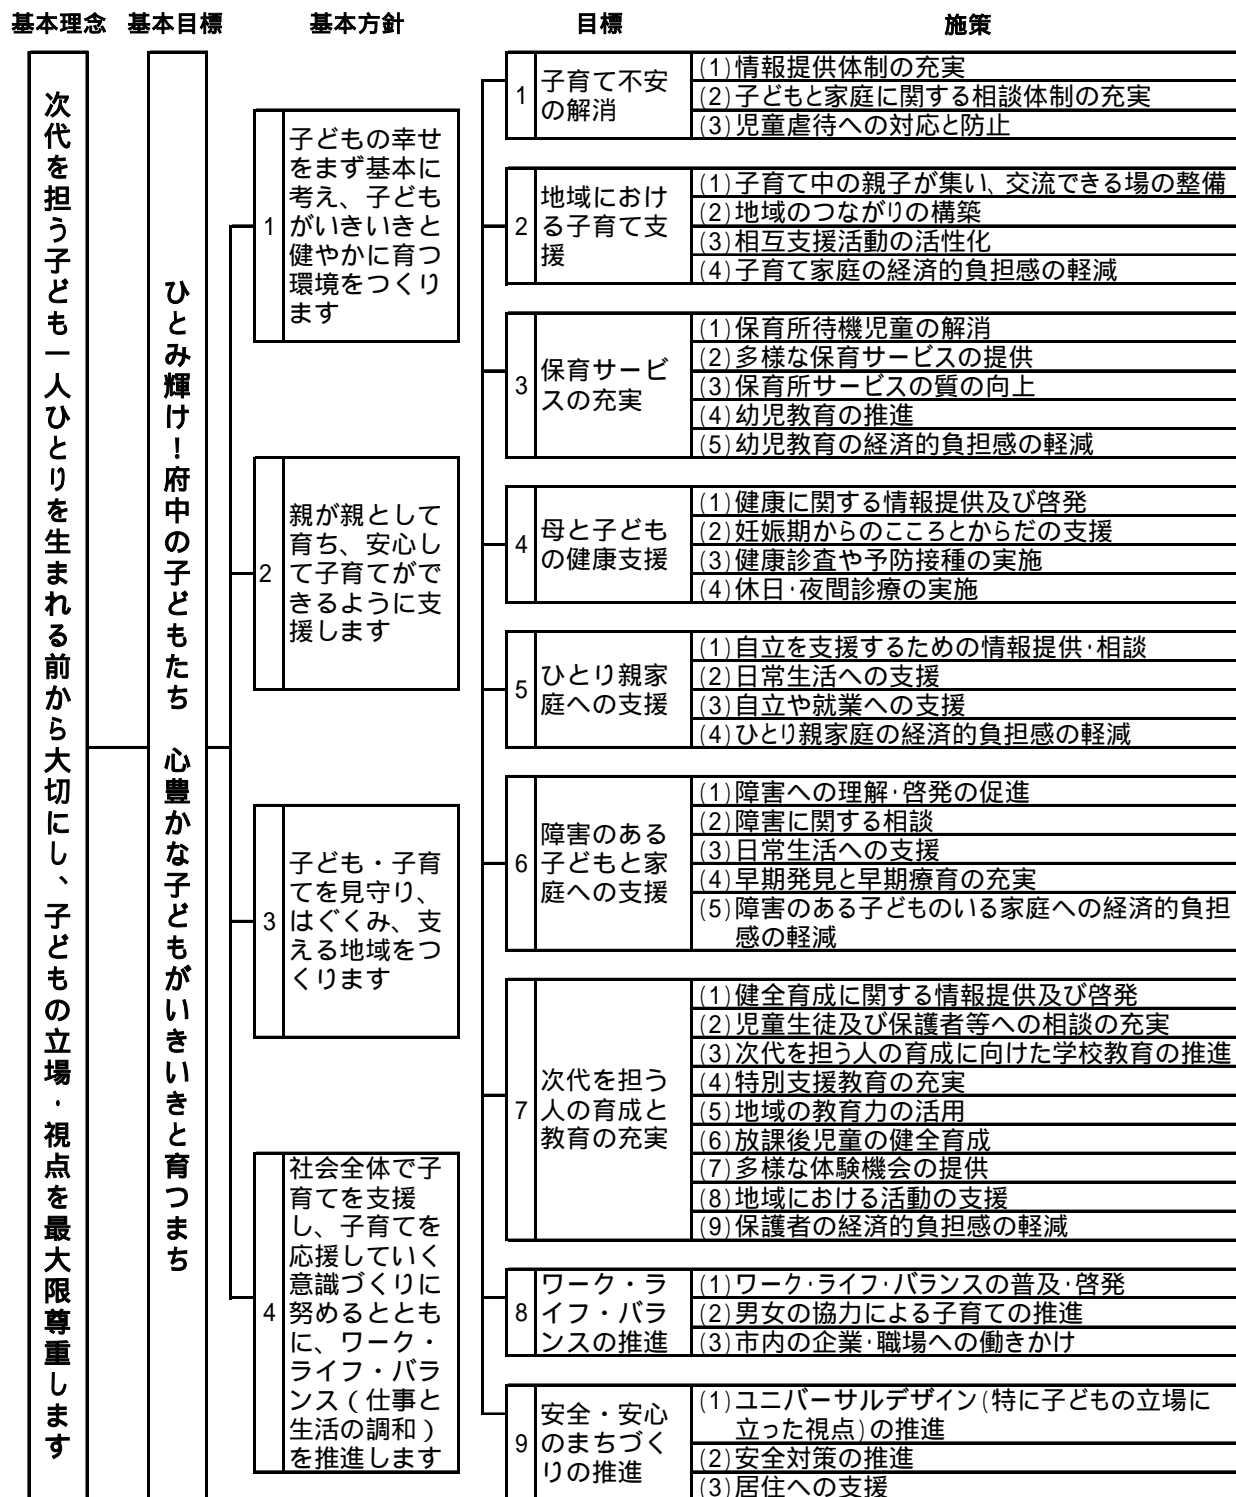 基本理念 基本目標 基本方針 目標 施策
次代を担う子ども一人ひとりを生まれる前から大切にし、子どもの立場・視点を最大限尊重します
ひとみ輝け!府中の子どもたち 心豊かな子どもがいきいきと育つまち
1
子どもの幸せ
をまず基本に
考え、子ども
がいきいきと
健やかに育つ
環境をつくり
ます
2
親が親として
育ち、安心し
て子育てがで
きるように支
援します
3
子ども・子育
てを見守り、
はぐくみ、支
える地域をつ
くります
4
社会全体で子
育てを支援
し、子育てを
応援していく
意識づくりに
努めるととも
に、ワーク・
ライフ・バラ
ンス(仕事と
生活の調和)
を推進します
1
子育て不安
の解消
(1)情報提供体制の充実
(2)子どもと家庭に関する相談体制の充実
(3)児童虐待への対応と防止
2
地域におけ
る子育て支
援
(1)子育て中の親子が集い、交流できる場の整備
(2)地域のつながりの構築
(3)相互支援活動の活性化
(4)子育て家庭の経済的負担感の軽減
3
保育サービ
スの充実
(1)保育所待機児童の解消
(2)多様な保育サービスの提供
(3)保育所サービスの質の向上
(4)幼児教育の推進
(5)幼児教育の経済的負担感の軽減
4
母と子ども
の健康支援
(1)健康に関する情報提供及び啓発
(2)妊娠期からのこころとからだの支援
(3)健康診査や予防接種の実施
(4)休日・夜間診療の実施
5
ひとり親家
庭への支援
(1)自立を支援するための情報提供・相談
(2)日常生活への支援
(3)自立や就業への支援
(4)ひとり親家庭の経済的負担感の軽減
6
障害のある
子どもと家
庭への支援
(1)障害への理解・啓発の促進
(2)障害に関する相談
(3)日常生活への支援
(4)早期発見と早期療育の充実
(5)障害のある子どものいる家庭への経済的負担
感の軽減
7
次代を担う
人の育成と
教育の充実
(1)健全育成に関する情報提供及び啓発
(2)児童生徒及び保護者等への相談の充実
(3)次代を担う人の育成に向けた学校教育の推進
(4)特別支援教育の充実
(5)地域の教育力の活用
(6)放課後児童の健全育成
(7)多様な体験機会の提供
(8)地域における活動の支援
(9)保護者の経済的負担感の軽減
8
ワーク・ラ
イフ・バラ
ンスの推進
(1)ワーク・ライフ・バランスの普及・啓発
(2)男女の協力による子育ての推進
(3)市内の企業・職場への働きかけ
9
安全・安心
のまちづく
りの推進
(1)ユニバーサルデザイン(特に子どもの立場に
立った視点)の推進
(2)安全対策の推進
(3)居住への支援